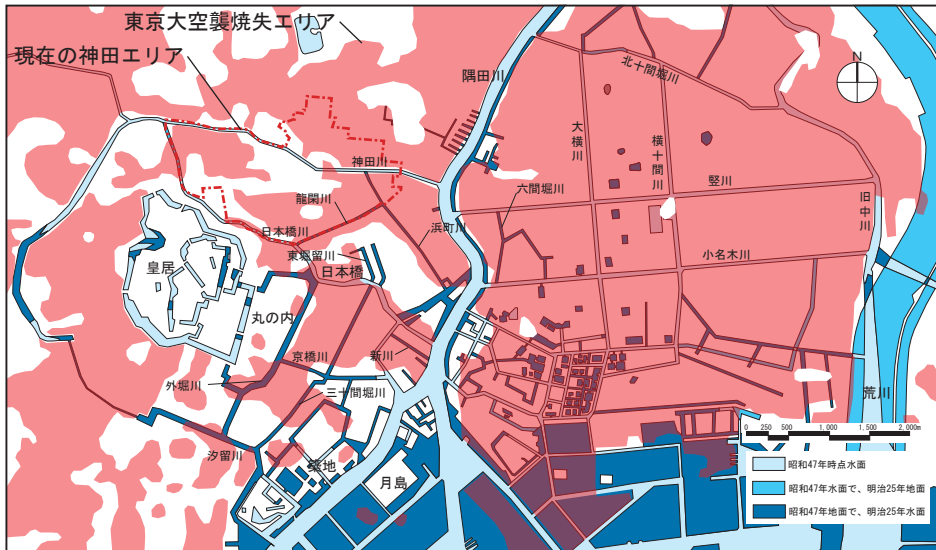 東京大空襲焼失エリア
現在の神田エリア
隅田川
北十間川
N
大横川
横十間川
神田川
六間堀川
竪川
龍閑川
旧中川
浜町川
日本橋川
東堀留川
小名木川
皇居
日本橋
丸の内
京橋川
新川
外堀川
三十間堀川
荒川
0 250 500 1,000 1,500 2,000m
汐留川
築地
月島
昭和47年時点水面
昭和47年水面で、明治25年地面
昭和47年地面で、明治25年水面